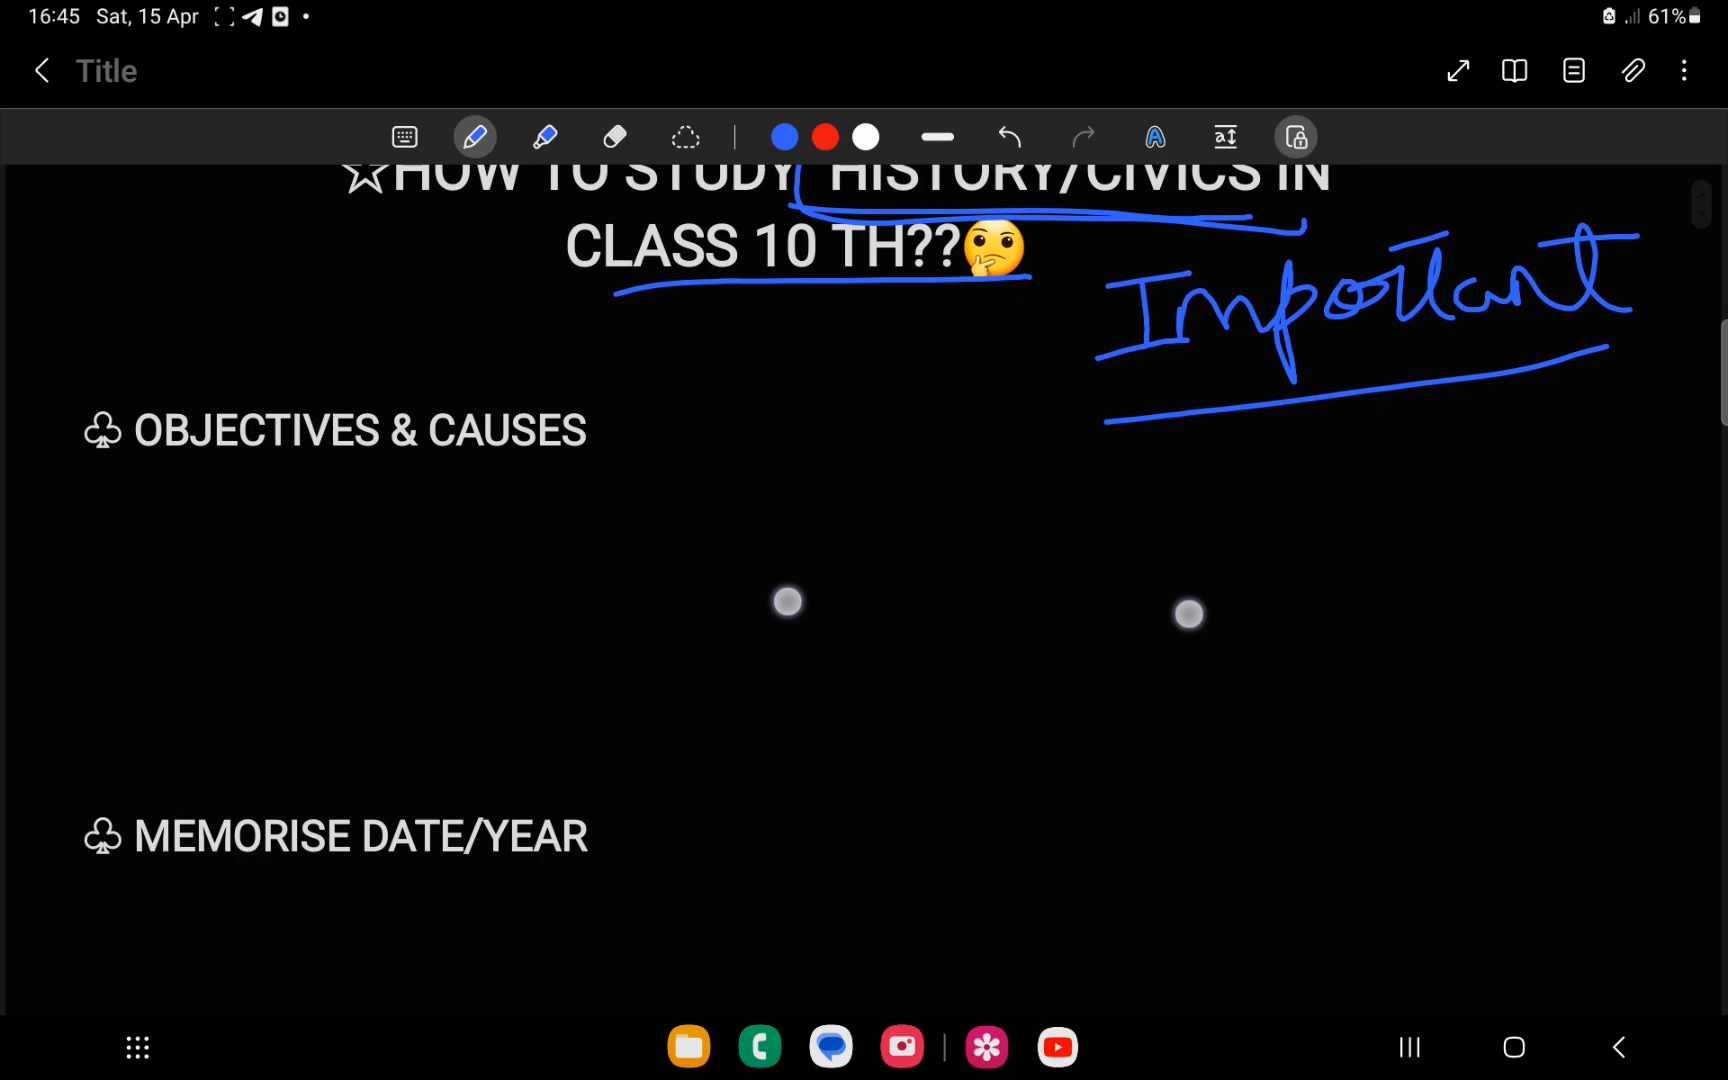 16:45 Sat, 15 Apr
61%
Title
☆HOW TO STUDY HISTORY/CIVICS IN
CLASS 10 TH??🤔
Important
♧ OBJECTIVES & CAUSES
♧ MEMORISE DATE/YEAR